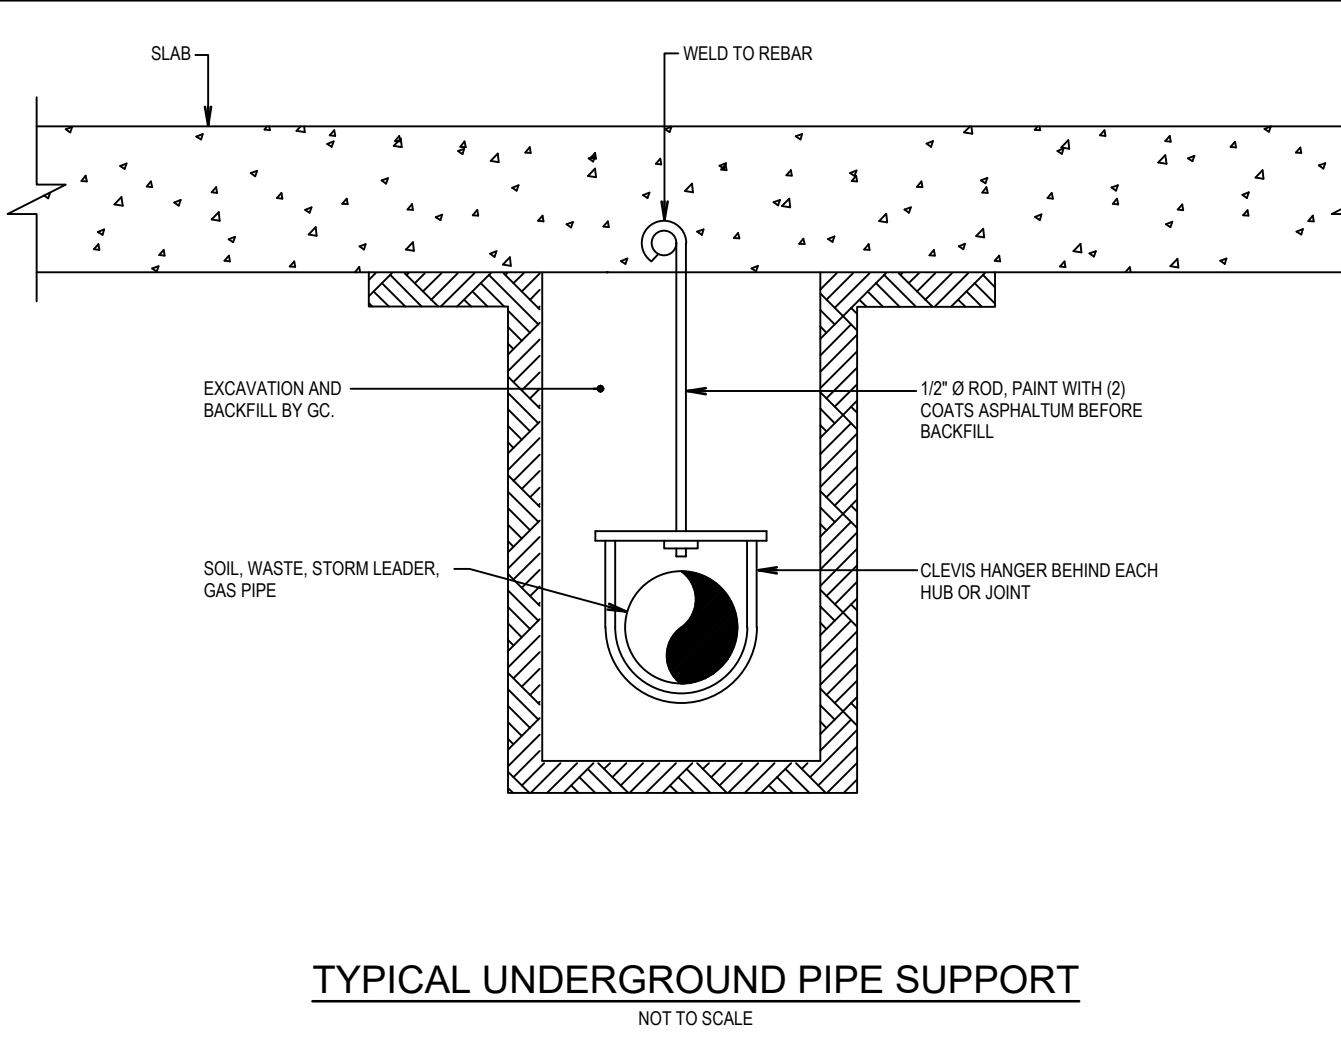 SLAB
WELD TO REBAR
EXCAVATION AND
BACKFILL BY GC.
1/2" Ø ROD, PAINT WITH (2)
COATS ASPHALTUM BEFORE
BACKFILL
SOIL, WASTE, STORM LEADER,
GAS PIPE
CLEVIS HANGER BEHIND EACH
HUB OR JOINT
TYPICAL UNDERGROUND PIPE SUPPORT
NOT TO SCALE